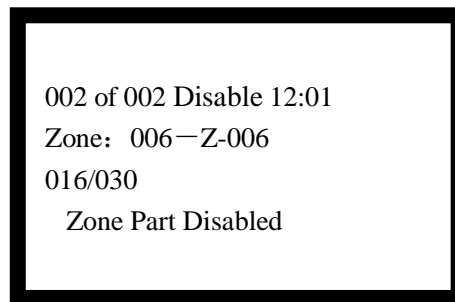 002 of 002 Disable 12:01
Zone：006－Z-006
016/030
Zone Part Disabled